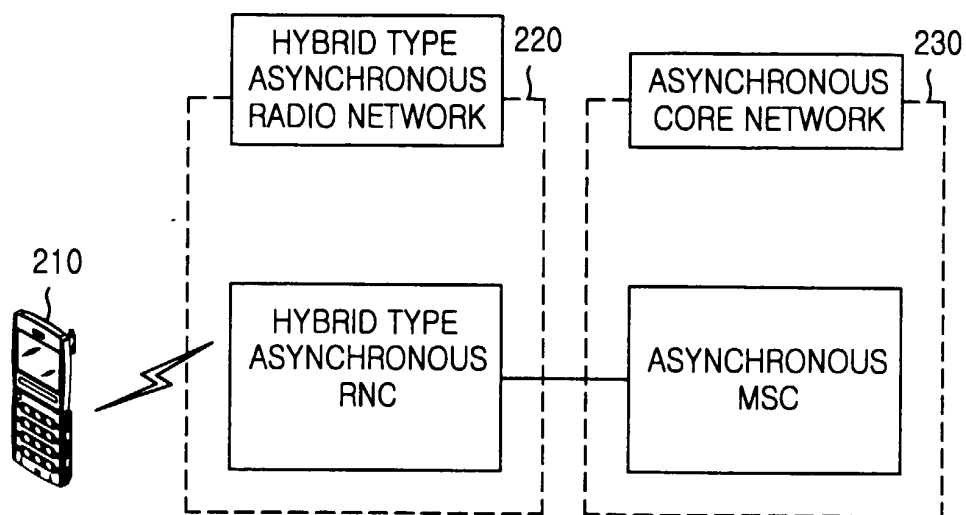 HYBRID TYPE
ASYNCHRONOUS
RADIO NETWORK
220
ASYNCHRONOUS
CORE NETWORK
230
210
HYBRID TYPE
ASYNCHRONOUS
RNC
ASYNCHRONOUS
MSC